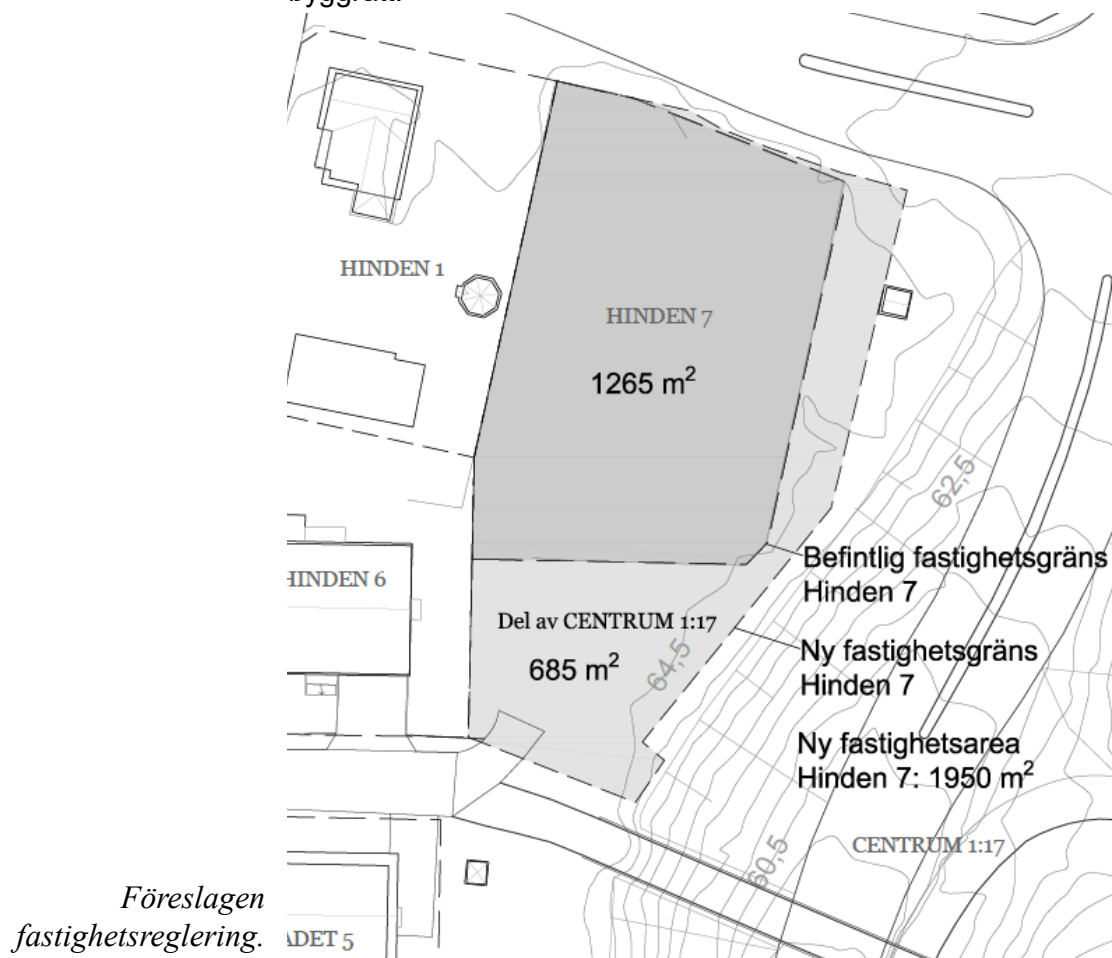 HINDEN 1
HINDEN 7
1265 m²
62,5
Befintlig fastighetsgräns
Hinden 7
HINDEN 6
Del av CENTRUM 1:17
685 m²
64,5
Ny fastighetsgräns
Hinden 7
Ny fastighetsarea
Hinden 7: 1950 m²
CENTRUM 1:17
60,5
Föreslagen
fastighetsreglering.
ADET 5